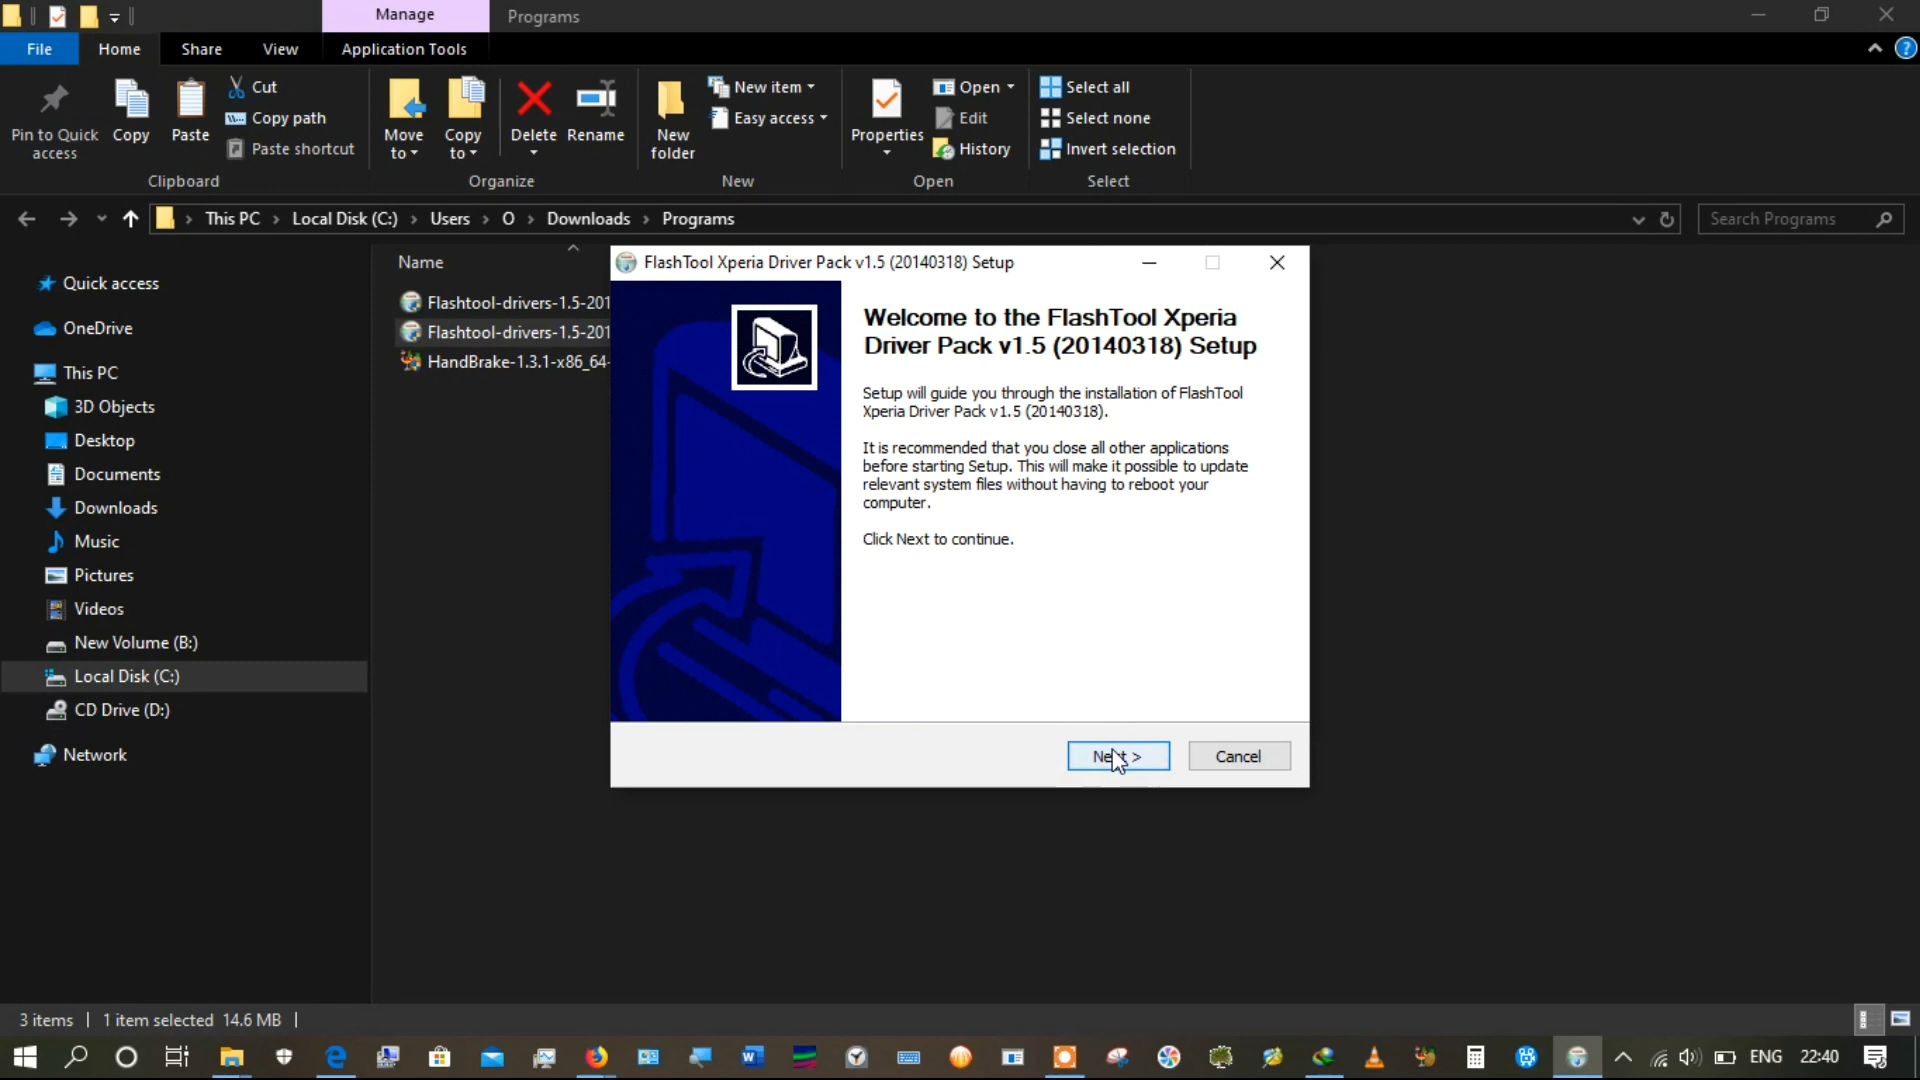 Manage
Programs
File
Home
Share
View
Application Tools
Pin to Quick access
Copy
Paste
Cut
Copy path
Paste shortcut
Clipboard
Move to
Copy to
Delete
Rename
Organize
New folder
New item
Easy access
New
Properties
Open
Edit
History
Open
Select all
Select none
Invert selection
Select
This PC > Local Disk (C:) > Users > O > Downloads > Programs
Search Programs
Quick access
OneDrive
This PC
3D Objects
Desktop
Documents
Downloads
Music
Pictures
Videos
New Volume (B:)
Local Disk (C:)
CD Drive (D:)
Network
Name
Flashtool-drivers-1.5-201
Flashtool-drivers-1.5-201
HandBrake-1.3.1-x86_64-
FlashTool Xperia Driver Pack v1.5 (20140318) Setup
Welcome to the FlashTool Xperia
Driver Pack v1.5 (20140318) Setup
Setup will guide you through the installation of FlashTool
Xperia Driver Pack v1.5 (20140318).
It is recommended that you close all other applications
before starting Setup. This will make it possible to update
relevant system files without having to reboot your
computer.
Click Next to continue.
Next >
Cancel
3 items | 1 item selected 14.6 MB |
ENG
22:40